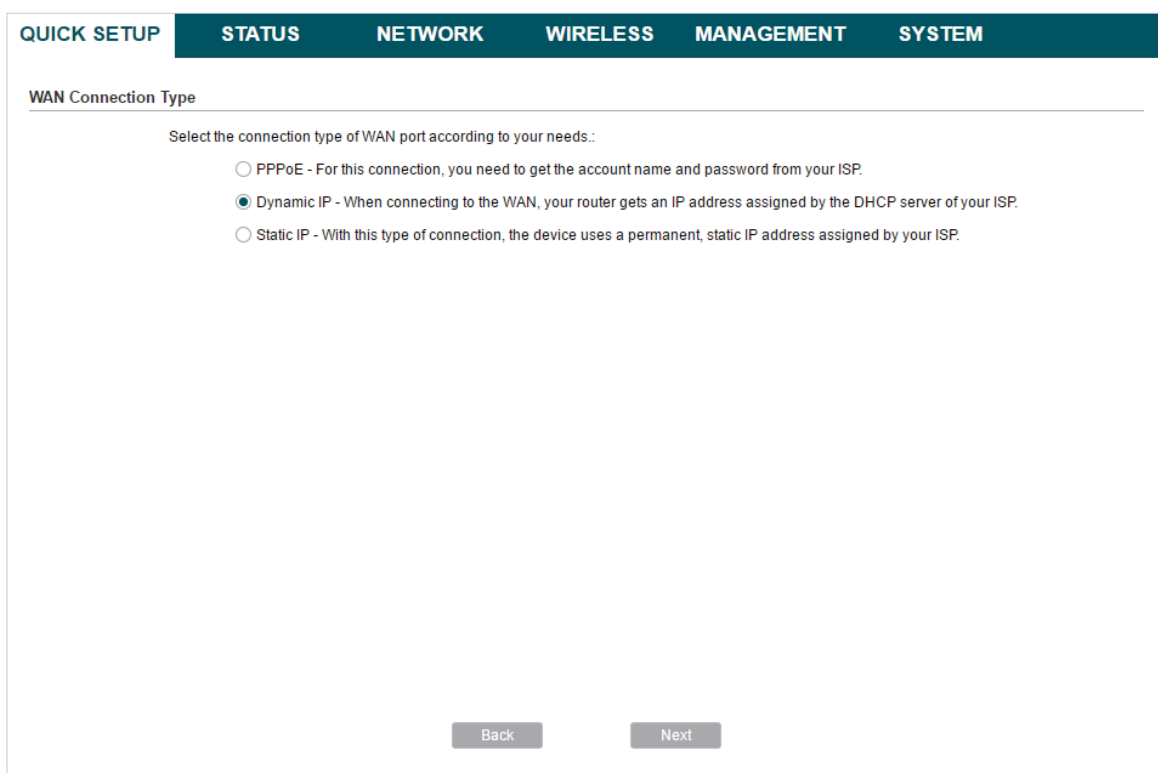 QUICK SETUP STATUS NETWORK WIRELESS MANAGEMENT SYSTEM
WAN Connection Type
Select the connection type of WAN port according to your needs.:
PPPoE - For this connection, you need to get the account name and password from your ISP.
Dynamic IP - When connecting to the WAN, your router gets an IP address assigned by the DHCP server of your ISP.
Static IP - With this type of connection, the device uses a permanent, static IP address assigned by your ISP.
Back Next